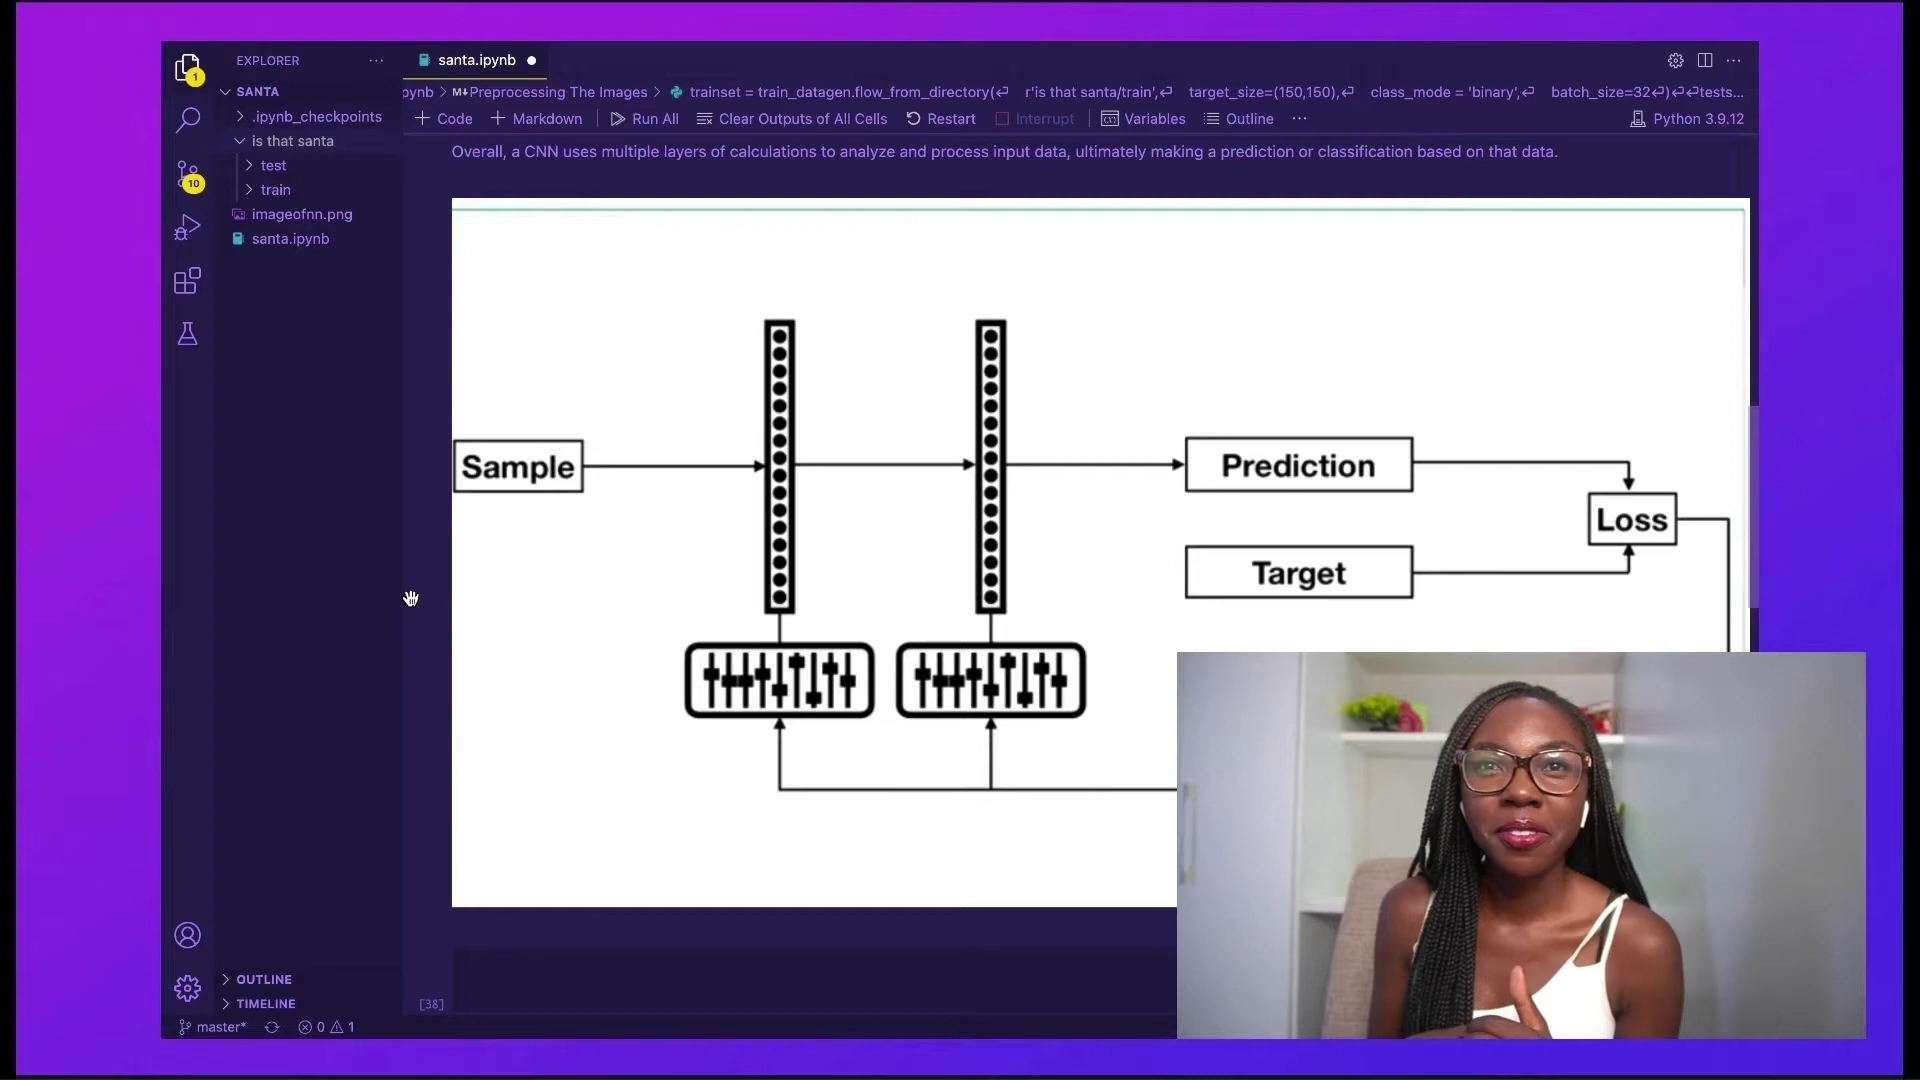 1
EXPLORER
santa.ipynb
SANTA
pynb > M↓Preprocessing The Images > trainset = train_datagen.flow_from_directory(⏎ r'is that santa/train',⏎ target_size=(150,150),⏎ class_mode = 'binary',⏎ batch_size=32⏎)⏎⏎tests...
.ipynb_checkpoints
+ Code + Markdown Run All Clear Outputs of All Cells Restart Interrupt Variables Outline ... Python 3.9.12
is that santa
Overall, a CNN uses multiple layers of calculations to analyze and process input data, ultimately making a prediction or classification based on that data.
test
10
train
imageofnn.png
santa.ipynb
Sample
Prediction
Loss
Target
OUTLINE
TIMELINE
[38]
master* 0 1